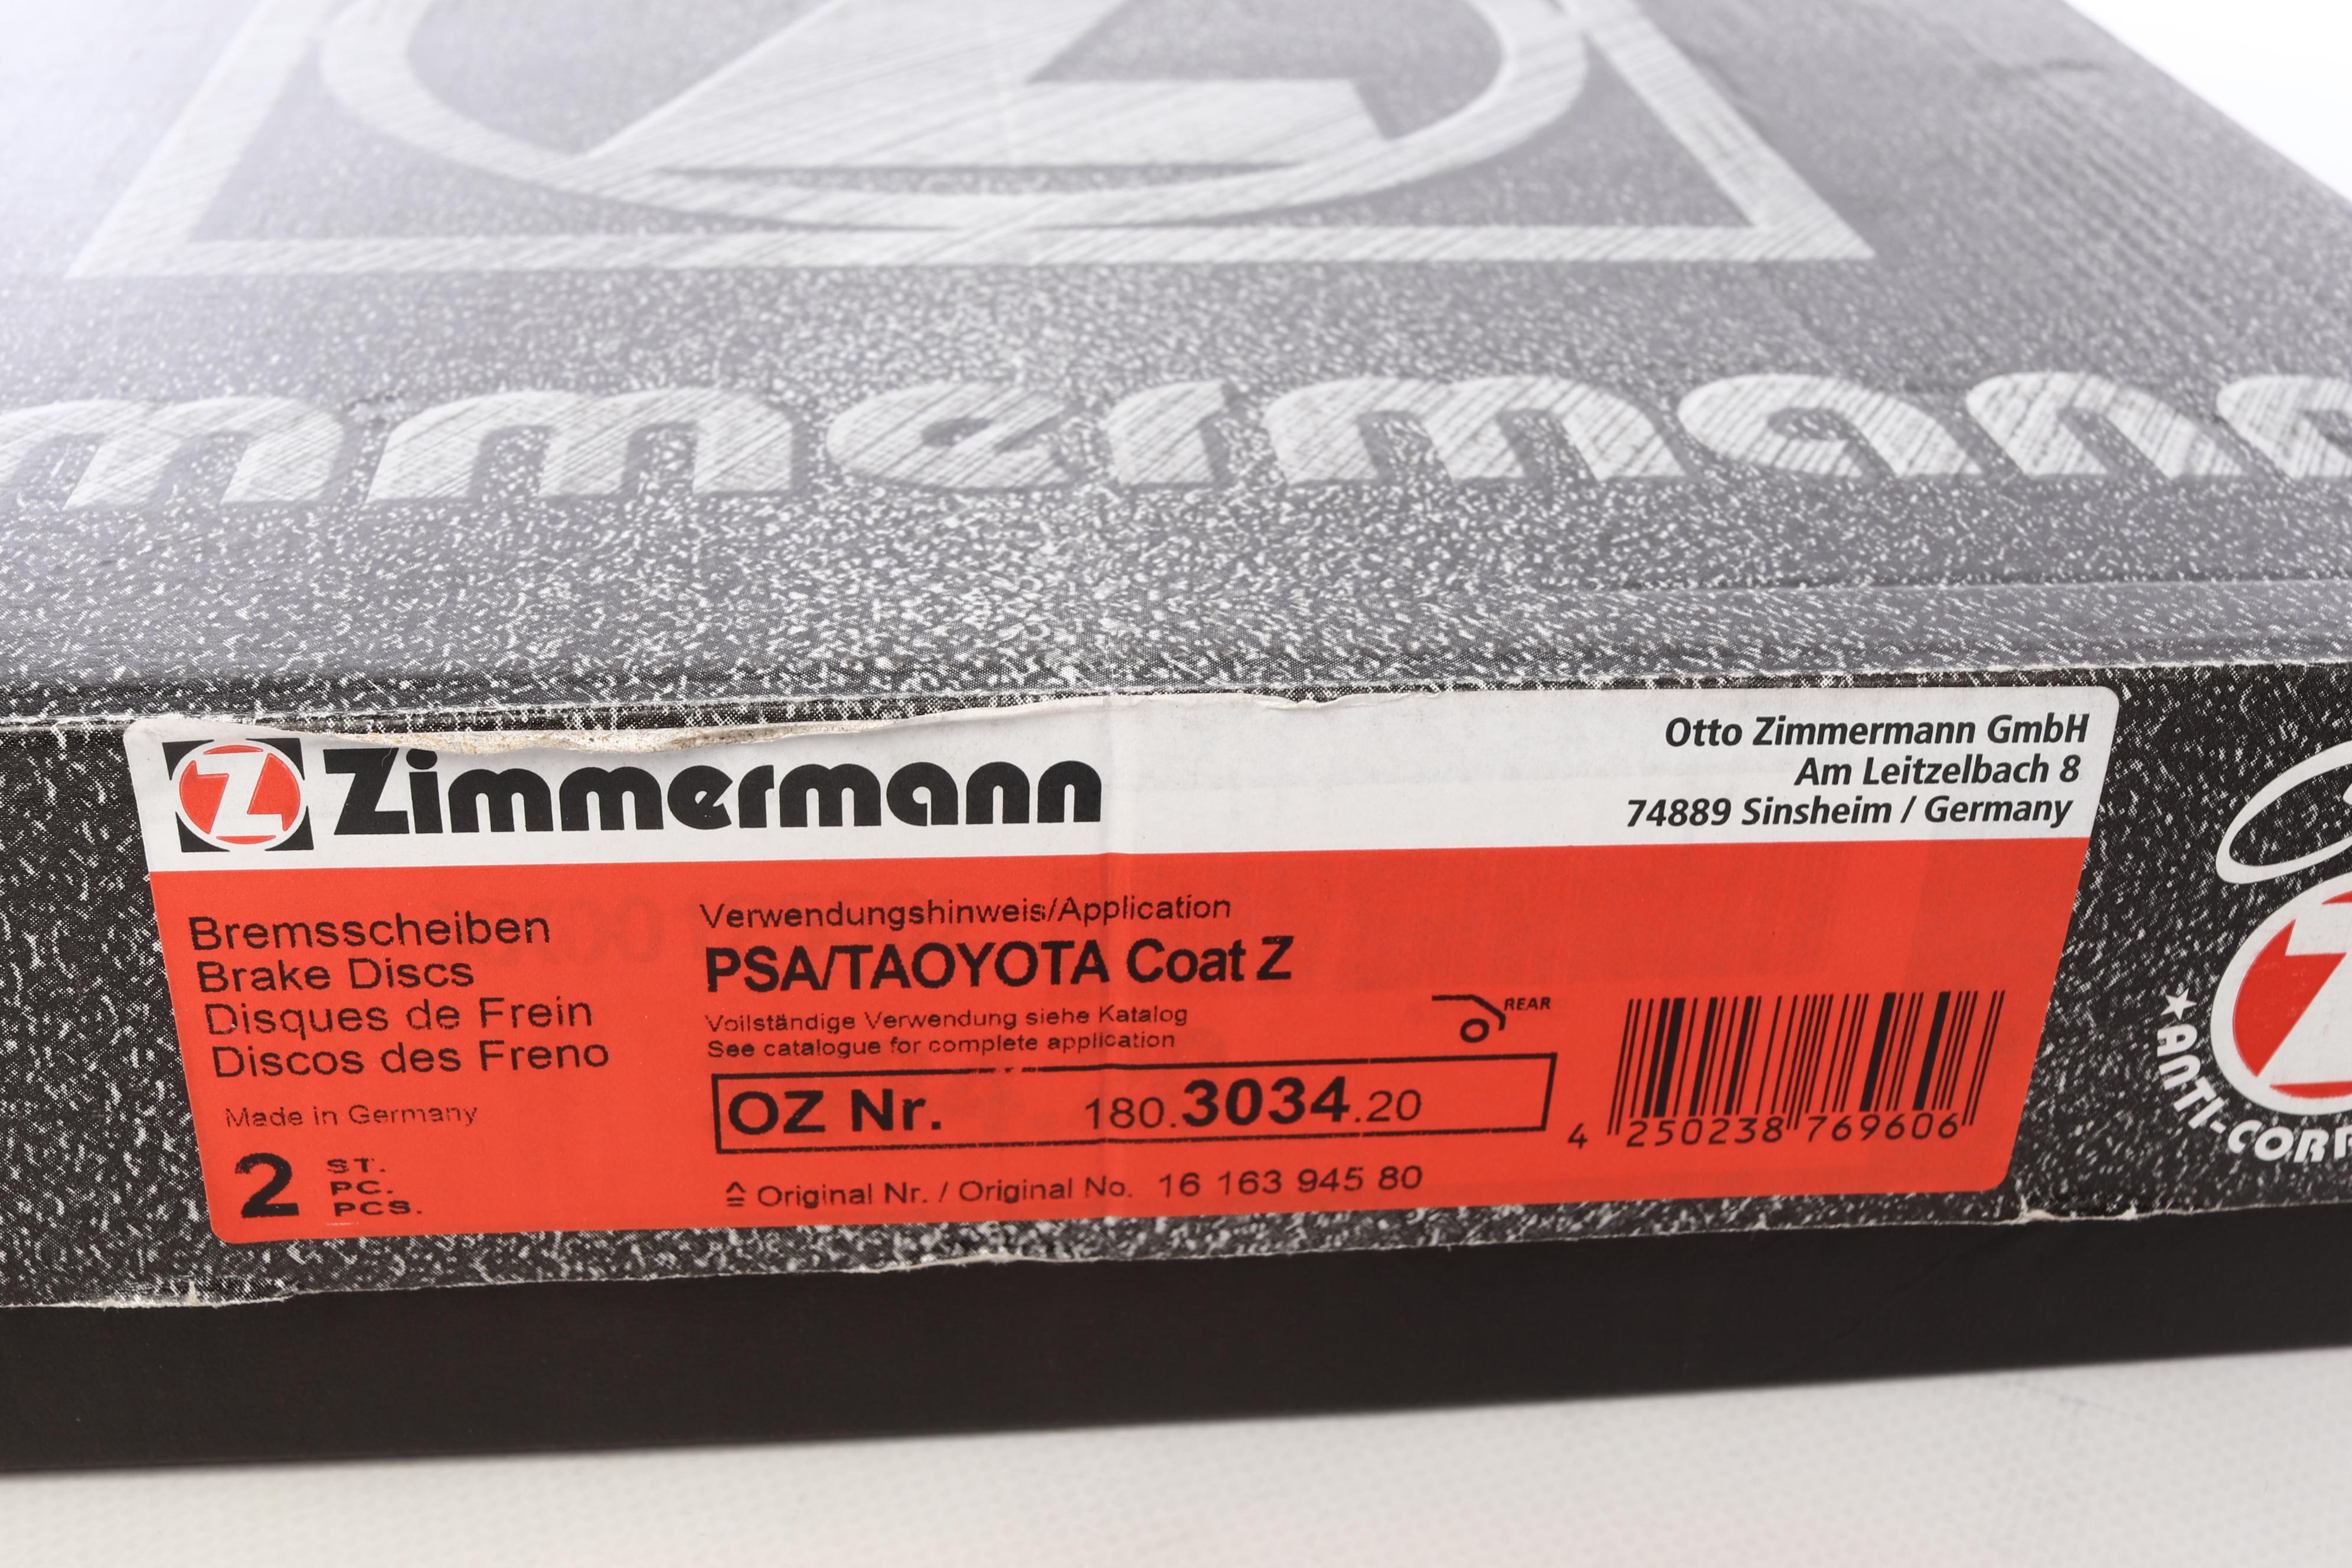 mmermann
Zimmermann
Otto Zimmermann GmbH
Am Leitzelbach 8
74889 Sinsheim / Germany
Bremsscheiben
Brake Discs
Disques de Frein
Discos des Freno
Made in Germany
2 ST.
PC.
PCS.
Verwendungshinweis/Application
PSA/TAOYOTA Coat Z
Voilständige Verwendung siehe Katalog
See catalogue for complete application
REAR
OZ Nr. 180.3034.20
≙ Original Nr. / Original No. 16 163 945 80
4 250238 769606
★ANTI-CORR